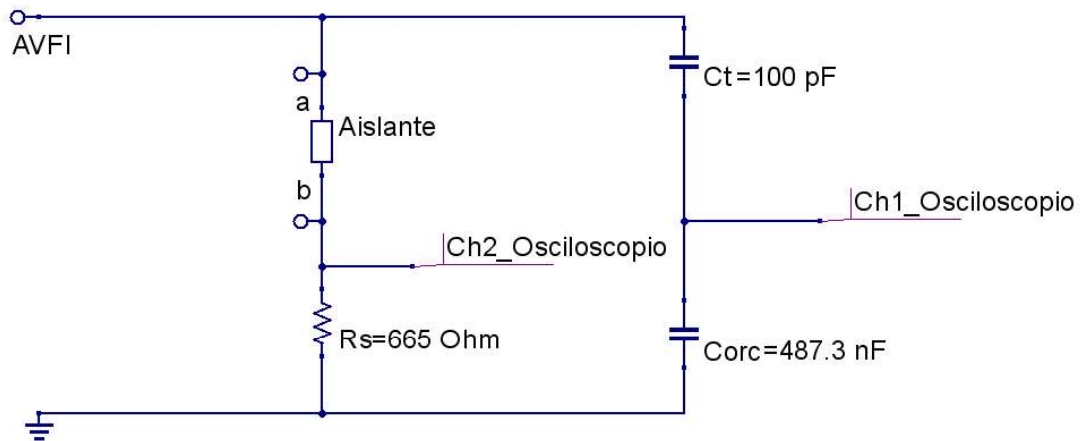 AVFI
Ct=100 pF
a
Aislante
b
Ch1_Osciloscopio
Ch2_Osciloscopio
Rs=665 Ohm
Corc=487.3 nF